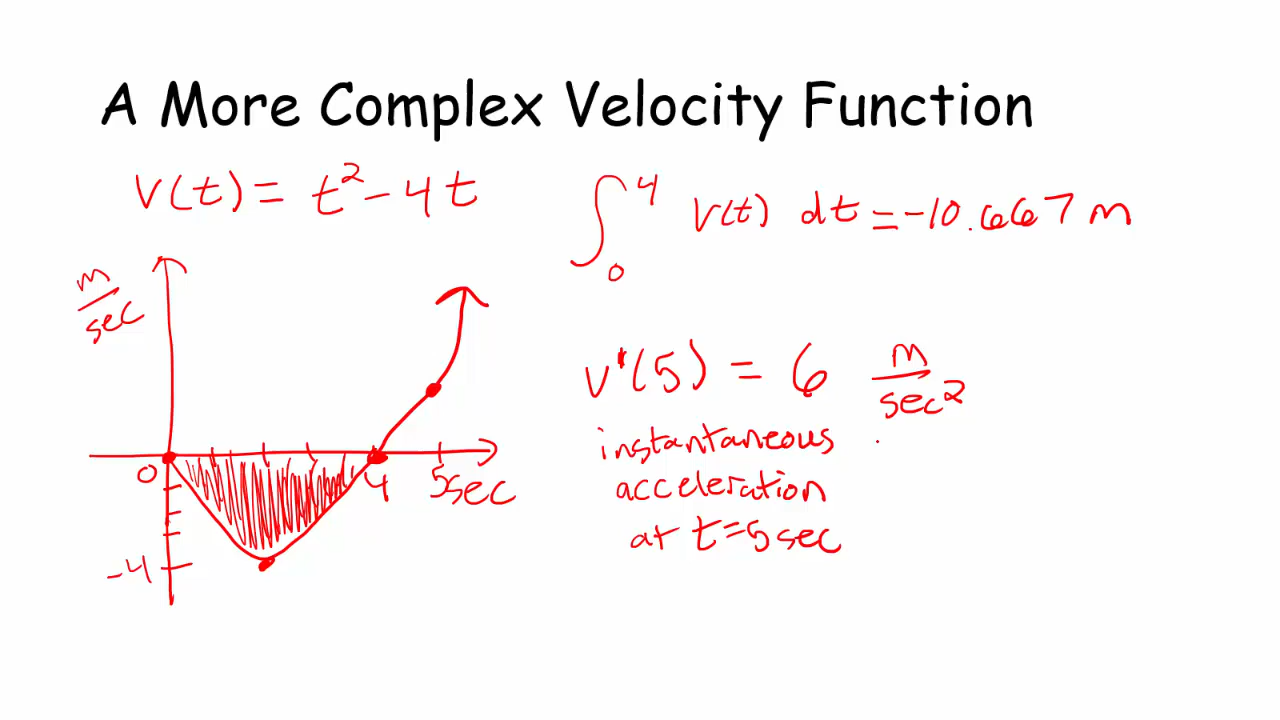 A More Complex Velocity Function
v(t) = t² - 4t
∫₀⁴ v(t) dt = -10.667 m
m/sec
v'(5) = 6 m/sec²
instantaneous
acceleration
at t=5sec
0
4
5sec
-4